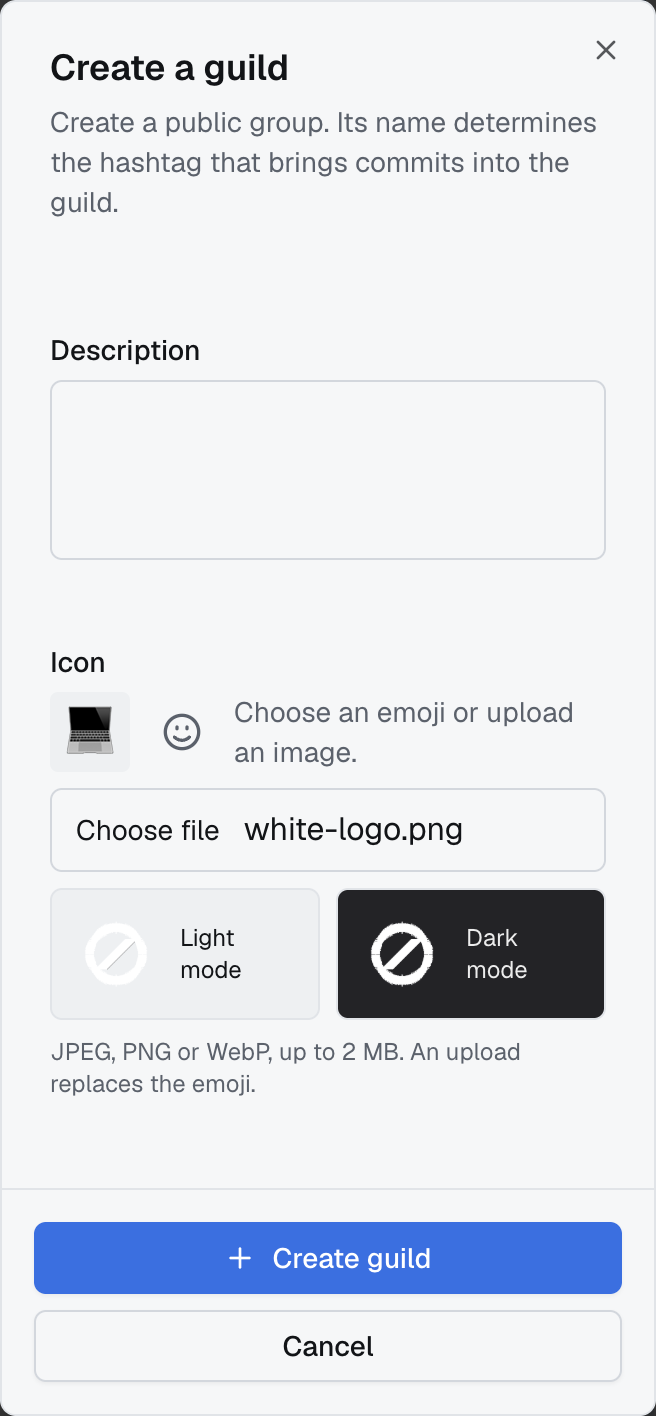 Create a guild
Create a public group. Its name determines
the hashtag that brings commits into the
guild.
Description
Icon
Choose an emoji or upload
an image.
Choose file white-logo.png
Light
mode
Dark
mode
JPEG, PNG or WebP, up to 2 MB. An upload
replaces the emoji.
Create guild
Cancel